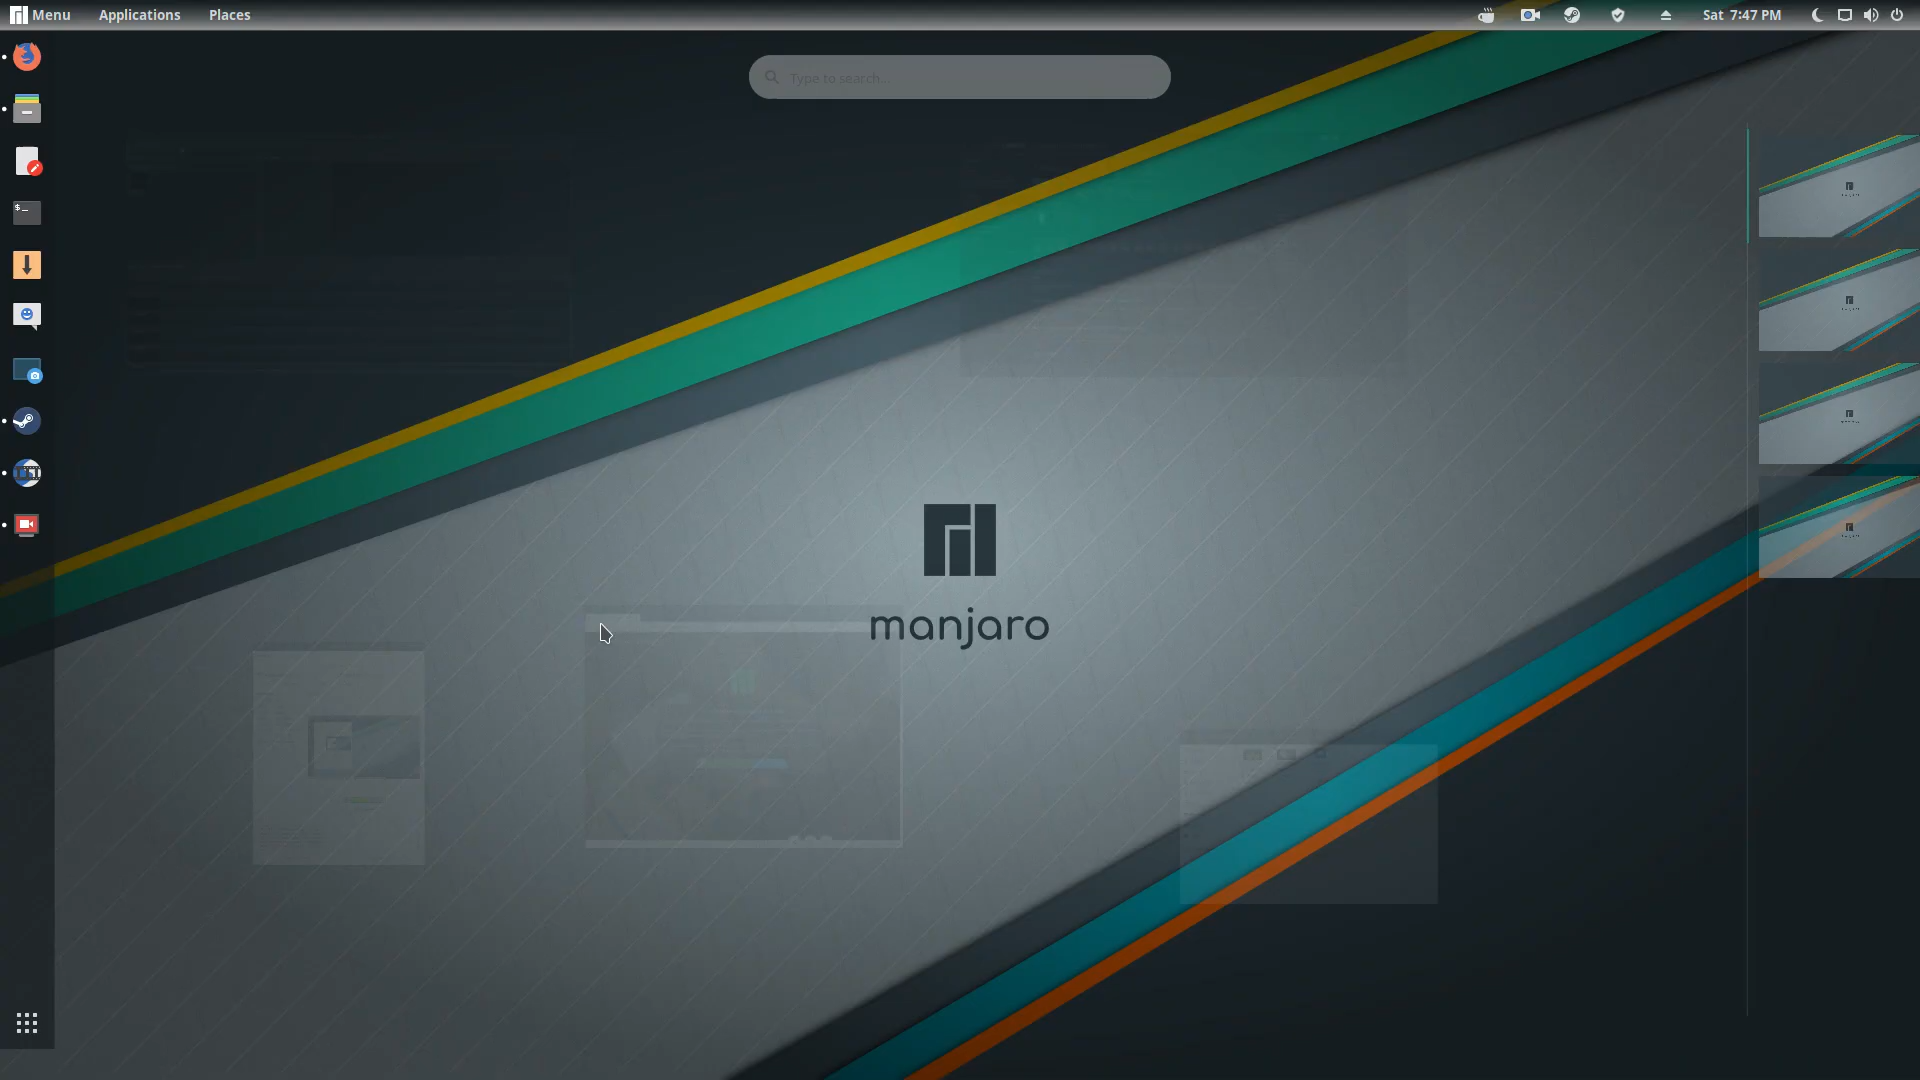 Menu Applications Places Sat 7:47 PM
Type to search...
$_
manjaro